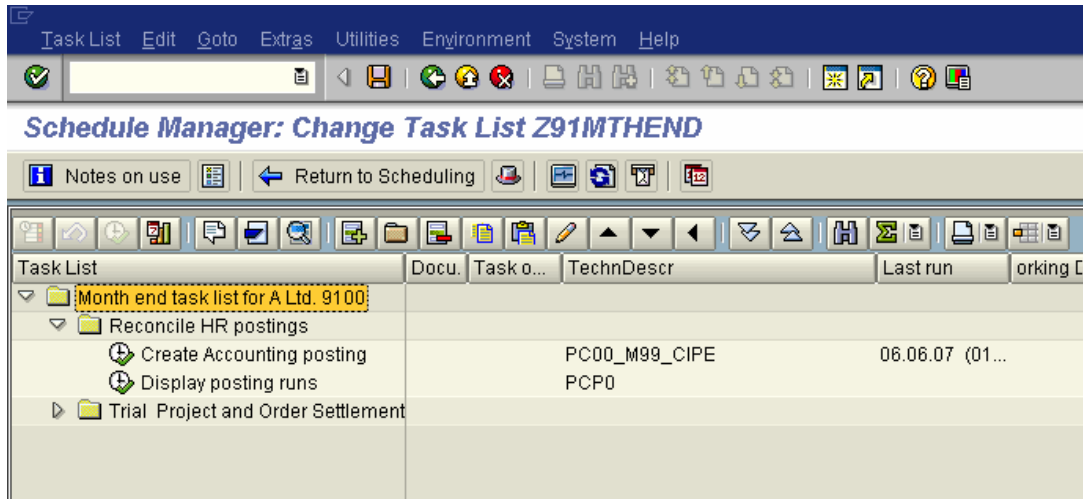 Task List Edit Goto Extras Utilities Environment System Help
Schedule Manager: Change Task List Z91MTHEND
Notes on use Return to Scheduling
Task List Docu. Task o... TechnDescr Last run orking D
Month end task list for A Ltd. 9100
Reconcile HR postings
Create Accounting posting PC00_M99_CIPE 06.06.07 (01...
Display posting runs PCP0
Trial Project and Order Settlement